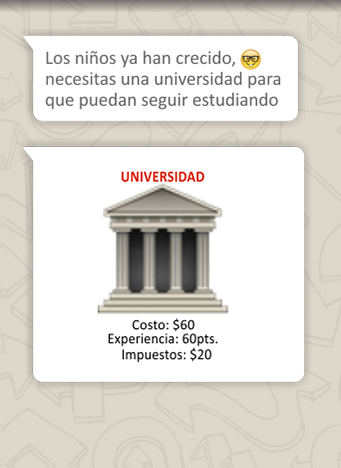 Los niños ya han crecido, 🤓
necesitas una universidad para
que puedan seguir estudiando
UNIVERSIDAD
Costo: $60
Experiencia: 60pts.
Impuestos: $20